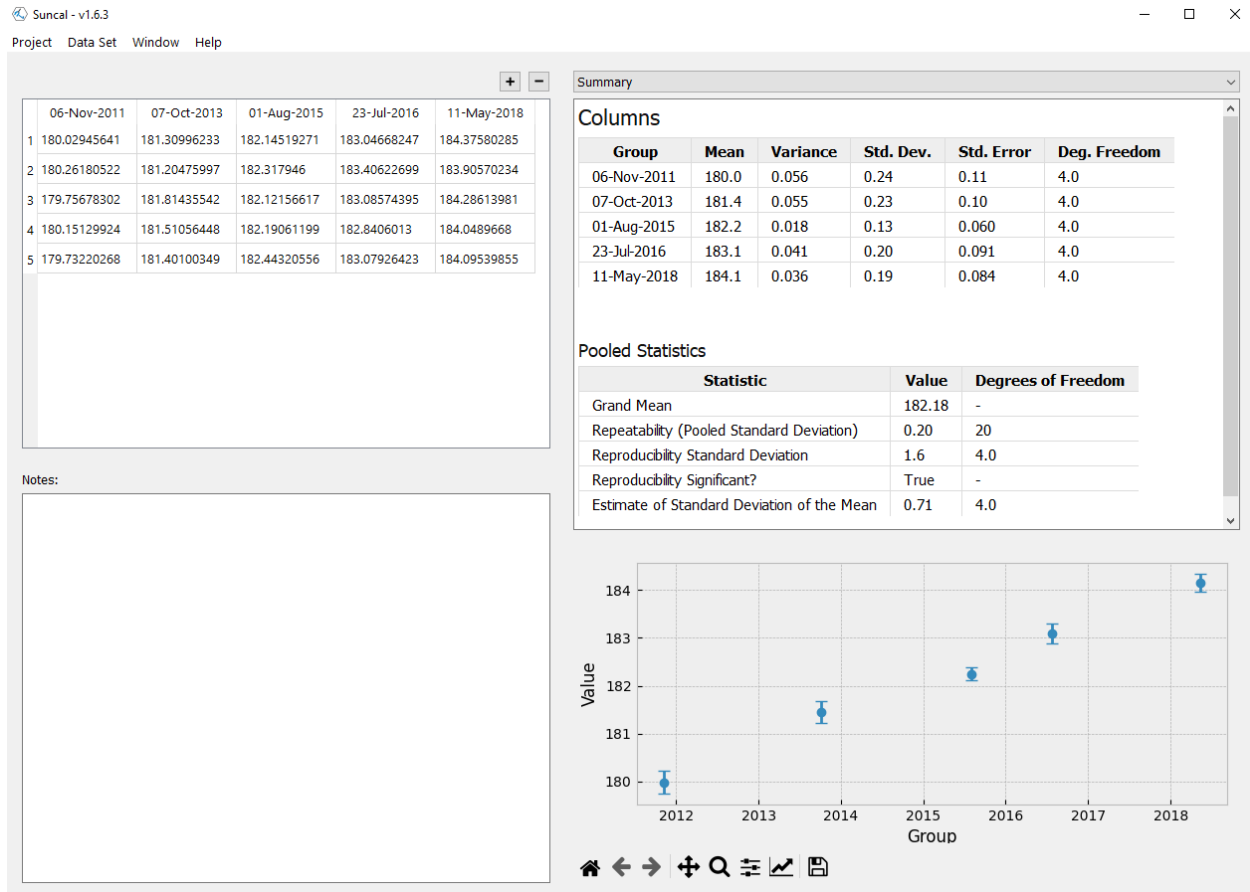 Suncal - v1.6.3
Project Data Set Window Help
+ −
06-Nov-2011 07-Oct-2013 01-Aug-2015 23-Jul-2016 11-May-2018
1 180.02945641 181.30996233 182.14519271 183.04668247 184.37580285
2 180.26180522 181.20475997 182.317946 183.40622699 183.90570234
3 179.75678302 181.81435542 182.12156617 183.08574395 184.28613981
4 180.15129924 181.51056448 182.19061199 182.8406013 184.0489668
5 179.73220268 181.40100349 182.44320556 183.07926423 184.09539855
Notes:
Summary
Columns
Group Mean Variance Std. Dev. Std. Error Deg. Freedom
06-Nov-2011 180.0 0.056 0.24 0.11 4.0
07-Oct-2013 181.4 0.055 0.23 0.10 4.0
01-Aug-2015 182.2 0.018 0.13 0.060 4.0
23-Jul-2016 183.1 0.041 0.20 0.091 4.0
11-May-2018 184.1 0.036 0.19 0.084 4.0
Pooled Statistics
Statistic Value Degrees of Freedom
Grand Mean 182.18 -
Repeatability (Pooled Standard Deviation) 0.20 20
Reproducibility Standard Deviation 1.6 4.0
Reproducibility Significant? True -
Estimate of Standard Deviation of the Mean 0.71 4.0
184
183
182
181
180
Value
2012 2013 2014 2015 2016 2017 2018
Group